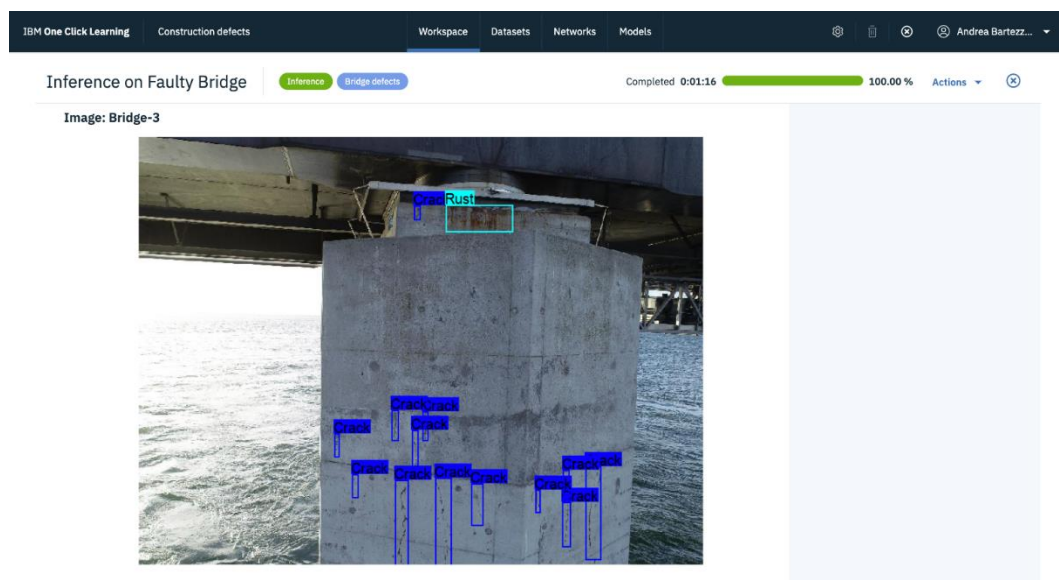 IBM One Click Learning Construction defects Workspace Datasets Networks Models Andrea Bartezz...
Inference on Faulty Bridge Inference Bridge defects Completed 0:01:16 100.00 % Actions
Image: Bridge-3
Crac Rust
Crack Crack
Crack Crack
Crack Crack Crack Crack Crack ack
Crack
Crack